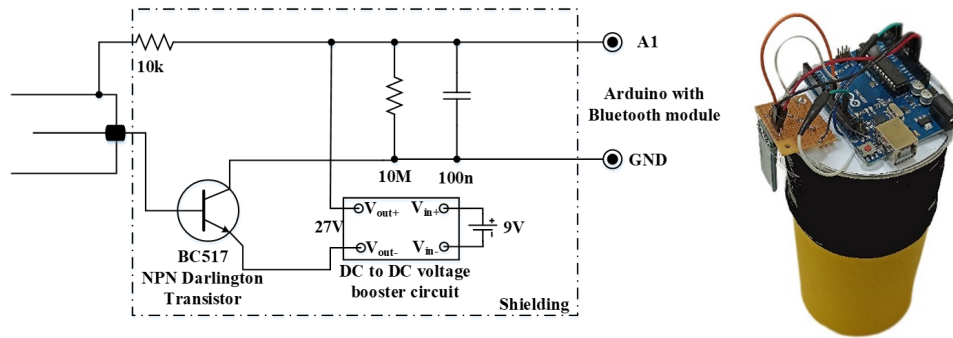 10k
A1
Arduino with
Bluetooth module
GND
10M
100n
27V
Vout+
Vin+
9V
Vout-
Vin-
BC517
NPN Darlington
Transistor
DC to DC voltage
booster circuit
Shielding